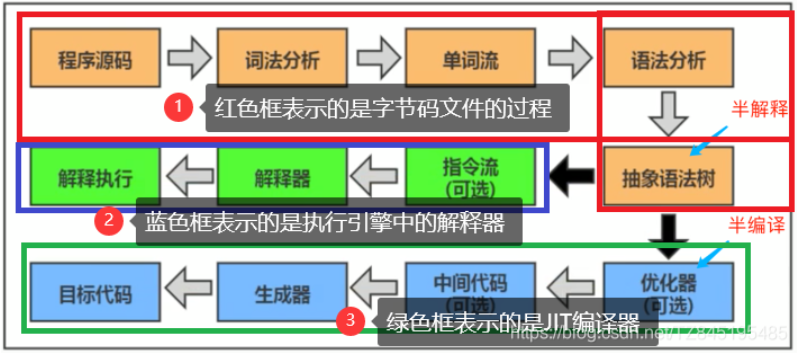 程序源码
词法分析
单词流
语法分析
1
红色框表示的是字节码文件的过程
半解释
解释执行
解释器
指令流
(可选)
抽象语法树
2
蓝色框表示的是执行引擎中的解释器
半编译
目标代码
生成器
中间代码
(可选)
优化器
(可选)
3
绿色框表示的是JIT编译器